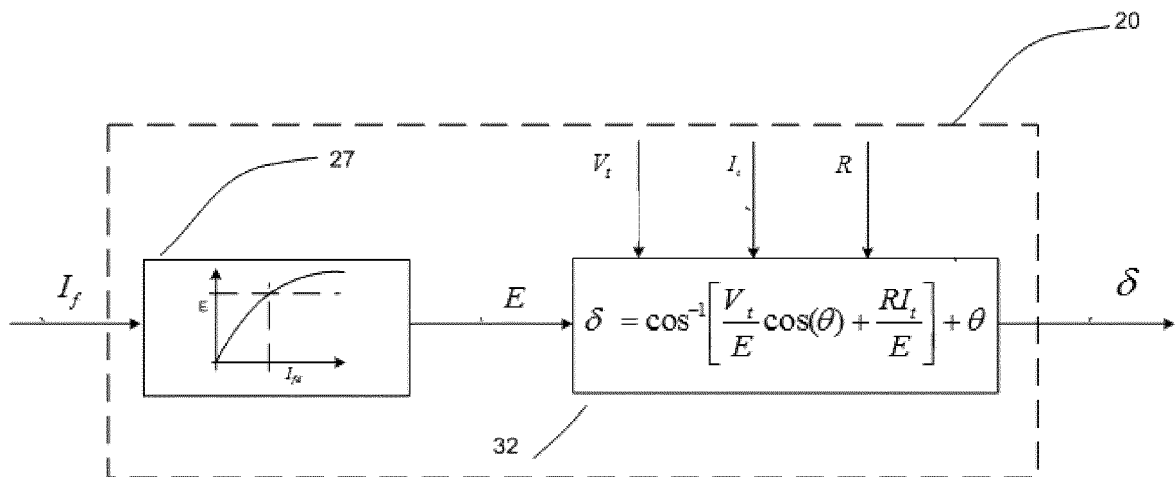 20
27
V_t I_t R
I_f
E
I_fd
E
δ = cos⁻¹[V_t/E cos(θ) + RI_t/E] + θ
δ
32